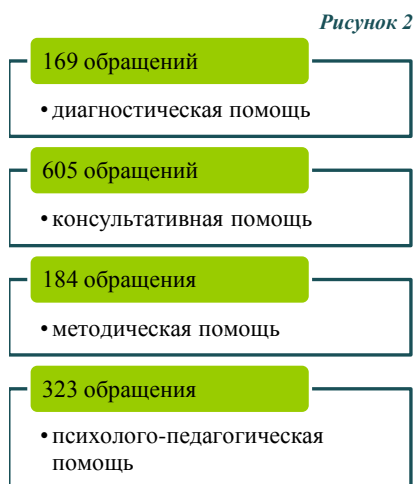 Рисунок 2
169 обращений
• диагностическая помощь
605 обращений
• консультативная помощь
184 обращения
• методическая помощь
323 обращения
• психолого-педагогическая
помощь